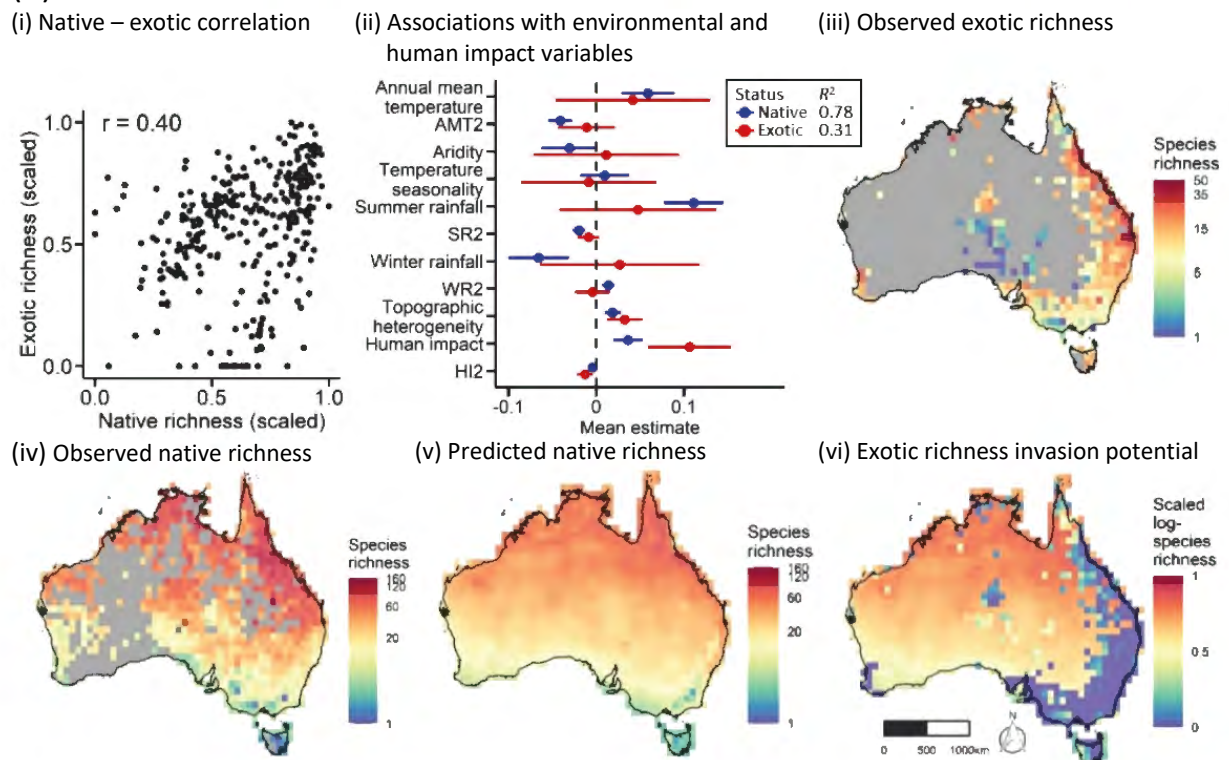 (i) Native – exotic correlation
r = 0.40
Exotic richness (scaled)
1.0
0.5
0.0
0.0
0.5
1.0
Native richness (scaled)
(ii) Associations with environmental and
human impact variables
Annual mean
temperature
AMT2
Aridity
Temperature
seasonality
Summer rainfall
SR2
Winter rainfall
WR2
Topographic
heterogeneity
Human impact
HI2
-0.1
0
0.1
Mean estimate
Status R²
Native 0.78
Exotic 0.31
(iii) Observed exotic richness
Species
richness
50
35
15
5
1
(iv) Observed native richness
Species
richness
160
120
60
20
1
(v) Predicted native richness
Species
richness
160
120
60
20
1
(vi) Exotic richness invasion potential
Scaled
log-
species
richness
1
0.5
0
N
0 500 1000km